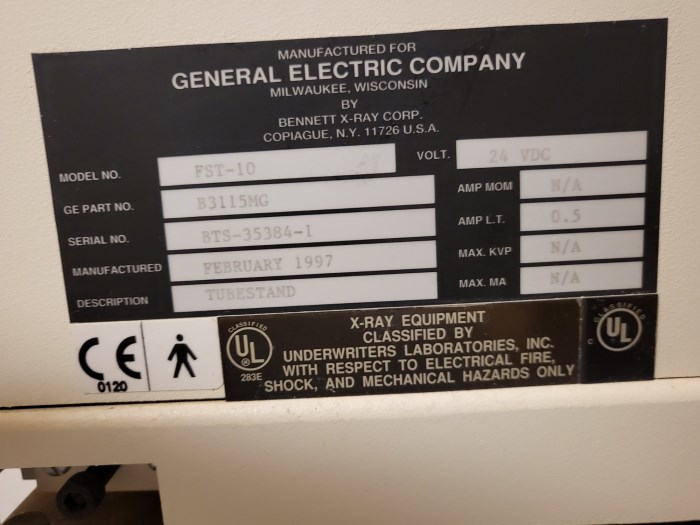 MANUFACTURED FOR
GENERAL ELECTRIC COMPANY
MILWAUKEE, WISCONSIN
BY
BENNETT X-RAY CORP.
COPIAGUE, N.Y. 11726 U.S.A.
MODEL NO. FST-10 VOLT. 24 VDC
GE PART NO. B3115MG AMP MOM N/A
SERIAL NO. BTS-35384-1 AMP L.T. 0.5
MANUFACTURED FEBRUARY 1997 MAX. KVP N/A
DESCRIPTION TUBESTAND MAX. MA N/A
CE
0120
CLASSIFIED
UL
®
283E
X-RAY EQUIPMENT
CLASSIFIED BY
UNDERWRITERS LABORATORIES, INC.
WITH RESPECT TO ELECTRICAL FIRE,
SHOCK, AND MECHANICAL HAZARDS ONLY
CLASSIFIED
C UL